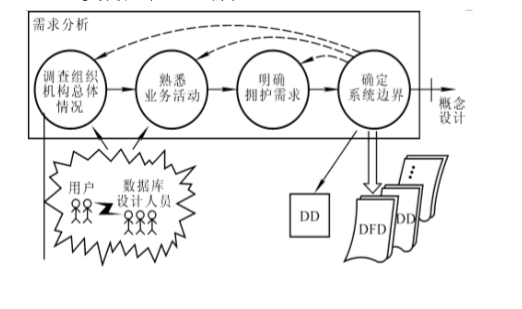 需求分析
调查组织
机构总体
情况
熟悉
业务活动
明确
拥护需求
确定
系统边界
概念
设计
用户
数据库
设计人员
DD
DFD
DD